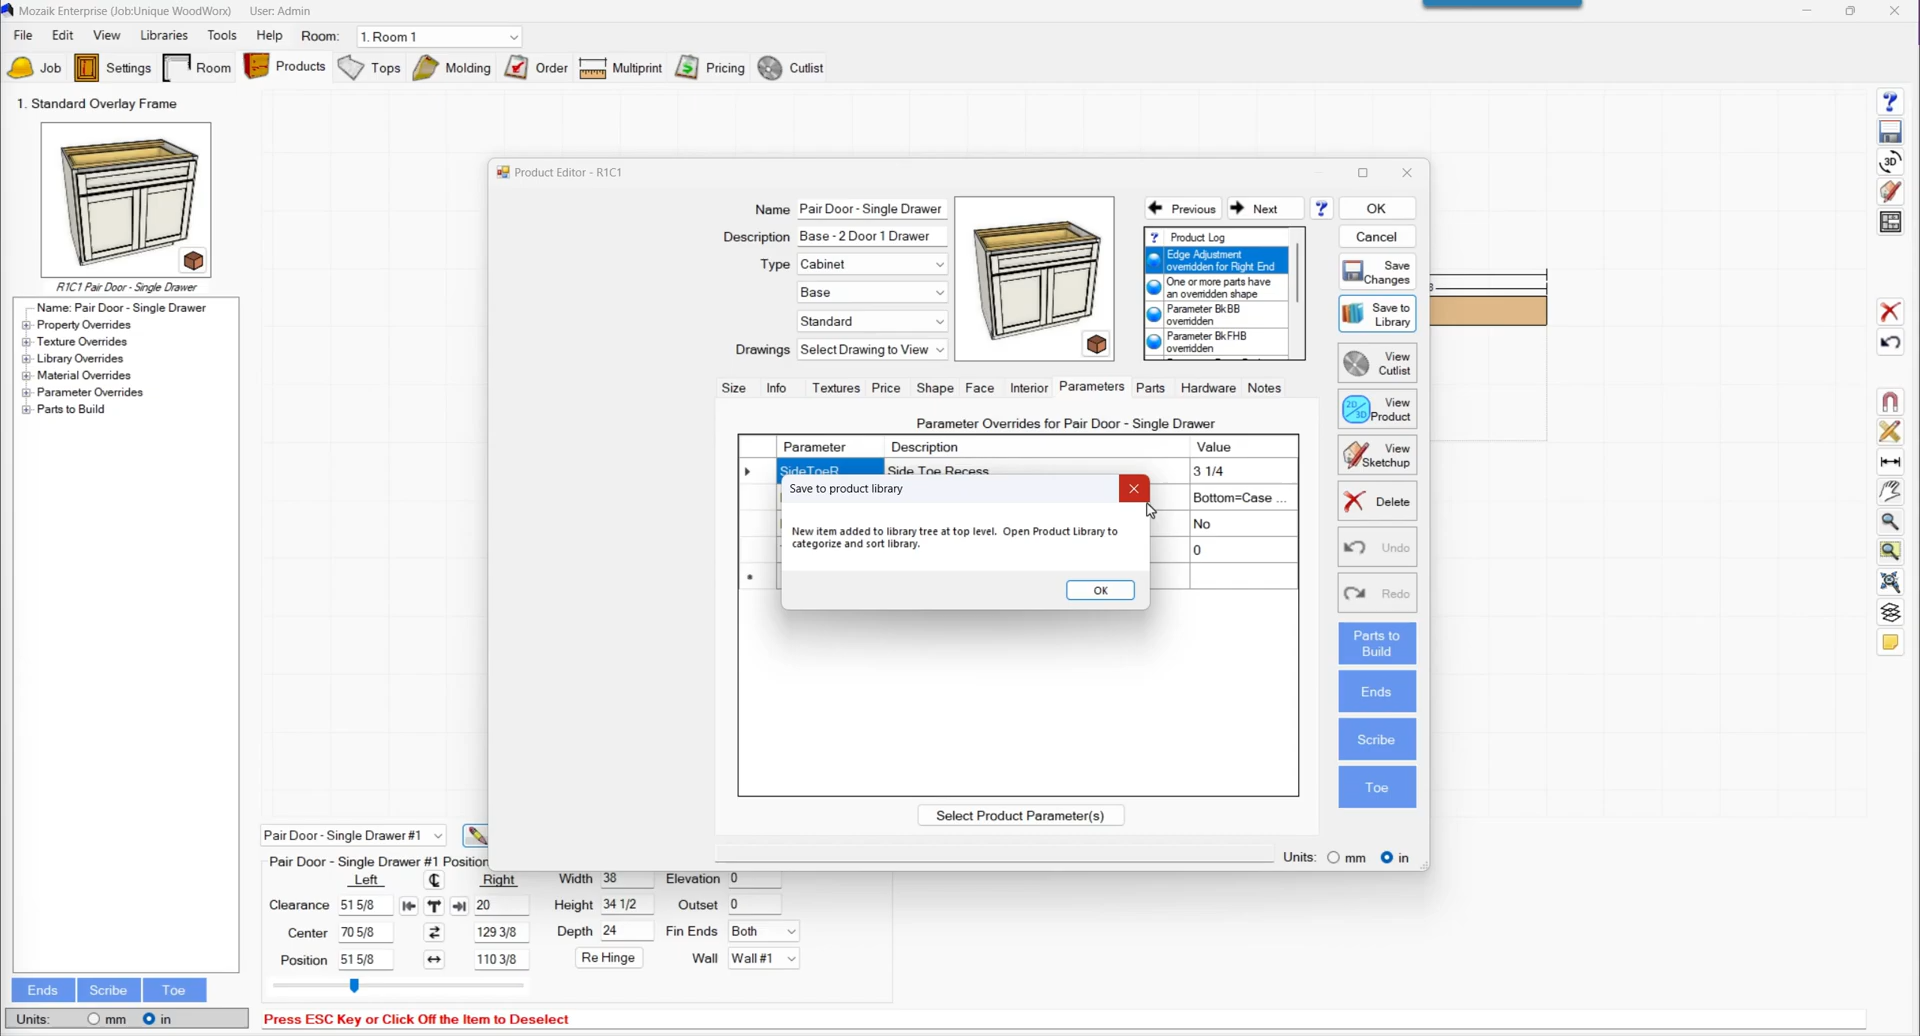 Mozaik Enterprise (Job:Unique WoodWorx) User: Admin
File Edit View Libraries Tools Help Room: 1. Room 1
Job Settings Room Products Tops Molding Order Multiprint Pricing Cutlist
1. Standard Overlay Frame
R1C1 Pair Door - Single Drawer
Name: Pair Door - Single Drawer
Property Overrides
Texture Overrides
Library Overrides
Material Overrides
Parameter Overrides
Parts to Build
Ends Scribe Toe
Units: mm in
Product Editor - R1C1
Name Pair Door - Single Drawer
Description Base - 2 Door 1 Drawer
Type Cabinet
Base
Standard
Drawings Select Drawing to View
Previous Next ? OK
? Product Log
Edge Adjustment
overridden for Right End
One or more parts have
an overridden shape
Parameter BkBB
overridden
Parameter BkFHB
overridden
Cancel
Save
Changes
Save to
Library
View
Cutlist
2D/
3D
View
Product
View
Sketchup
Delete
Undo
Redo
Parts to
Build
Ends
Scribe
Toe
Size Info Textures Price Shape Face Interior Parameters Parts Hardware Notes
Parameter Overrides for Pair Door - Single Drawer
Parameter Description Value
SideToeR Side Toe Recess 3 1/4
Bottom=Case ...
No
0
Save to product library
New item added to library tree at top level. Open Product Library to
categorize and sort library.
OK
Select Product Parameter(s)
Units: mm in
Pair Door - Single Drawer #1
Pair Door - Single Drawer #1 Position
Left Right Width 38 Elevation 0
Clearance 51 5/8 20 Height 34 1/2 Outset 0
Center 70 5/8 129 3/8 Depth 24 Fin Ends Both
Position 51 5/8 110 3/8 Re Hinge Wall Wall #1
Press ESC Key or Click Off the Item to Deselect
?
3D